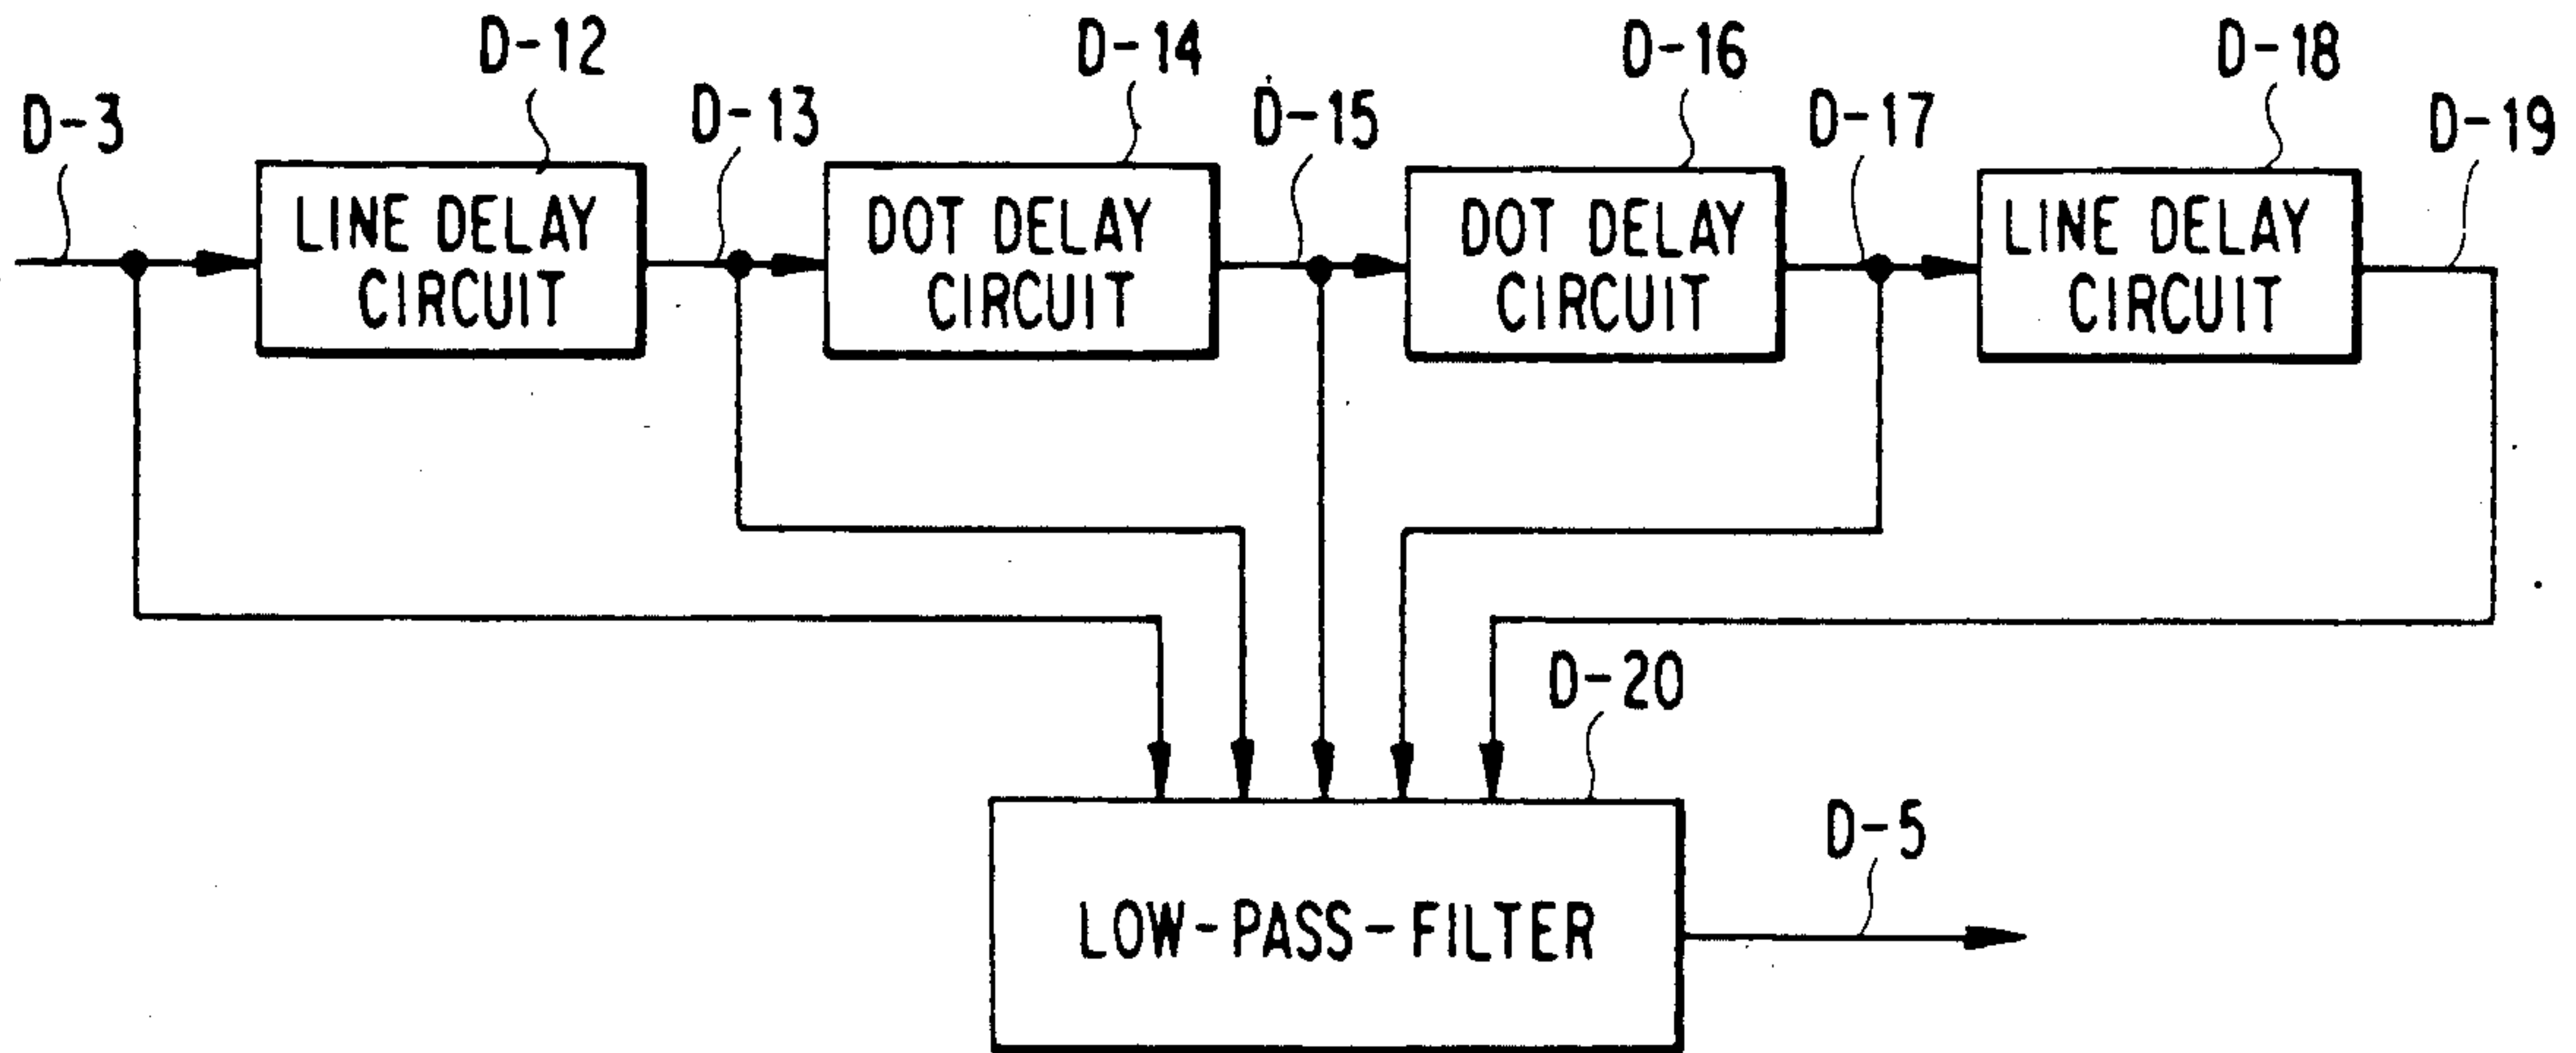 D-12
D-14
D-16
D-18
D-3
D-13
D-15
D-17
D-19
LINE DELAY
CIRCUIT
DOT DELAY
CIRCUIT
DOT DELAY
CIRCUIT
LINE DELAY
CIRCUIT
D-20
D-5
LOW-PASS-FILTER